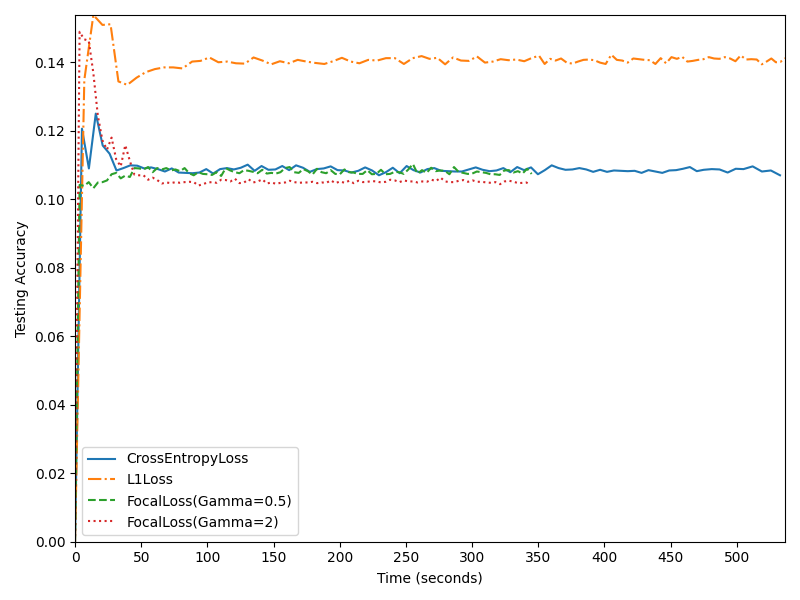 0.14
0.12
0.10
0.08
0.06
0.04
0.02
0.00
Testing Accuracy
CrossEntropyLoss
L1Loss
FocalLoss(Gamma=0.5)
FocalLoss(Gamma=2)
0 50 100 150 200 250 300 350 400 450 500
Time (seconds)